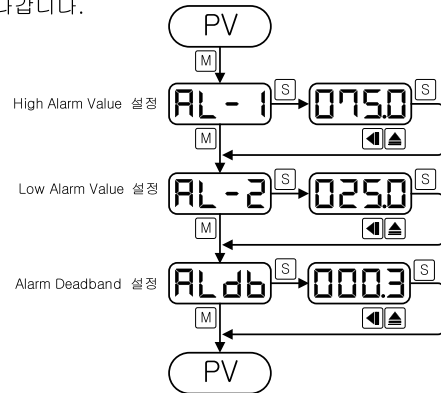 나갑니다.
PV
M
High Alarm Value 설정 AL-1 S 075.0 S
M
Low Alarm Value 설정 AL-2 S 025.0 S
M
Alarm Deadband 설정 ALdb S 000.3 S
M
PV